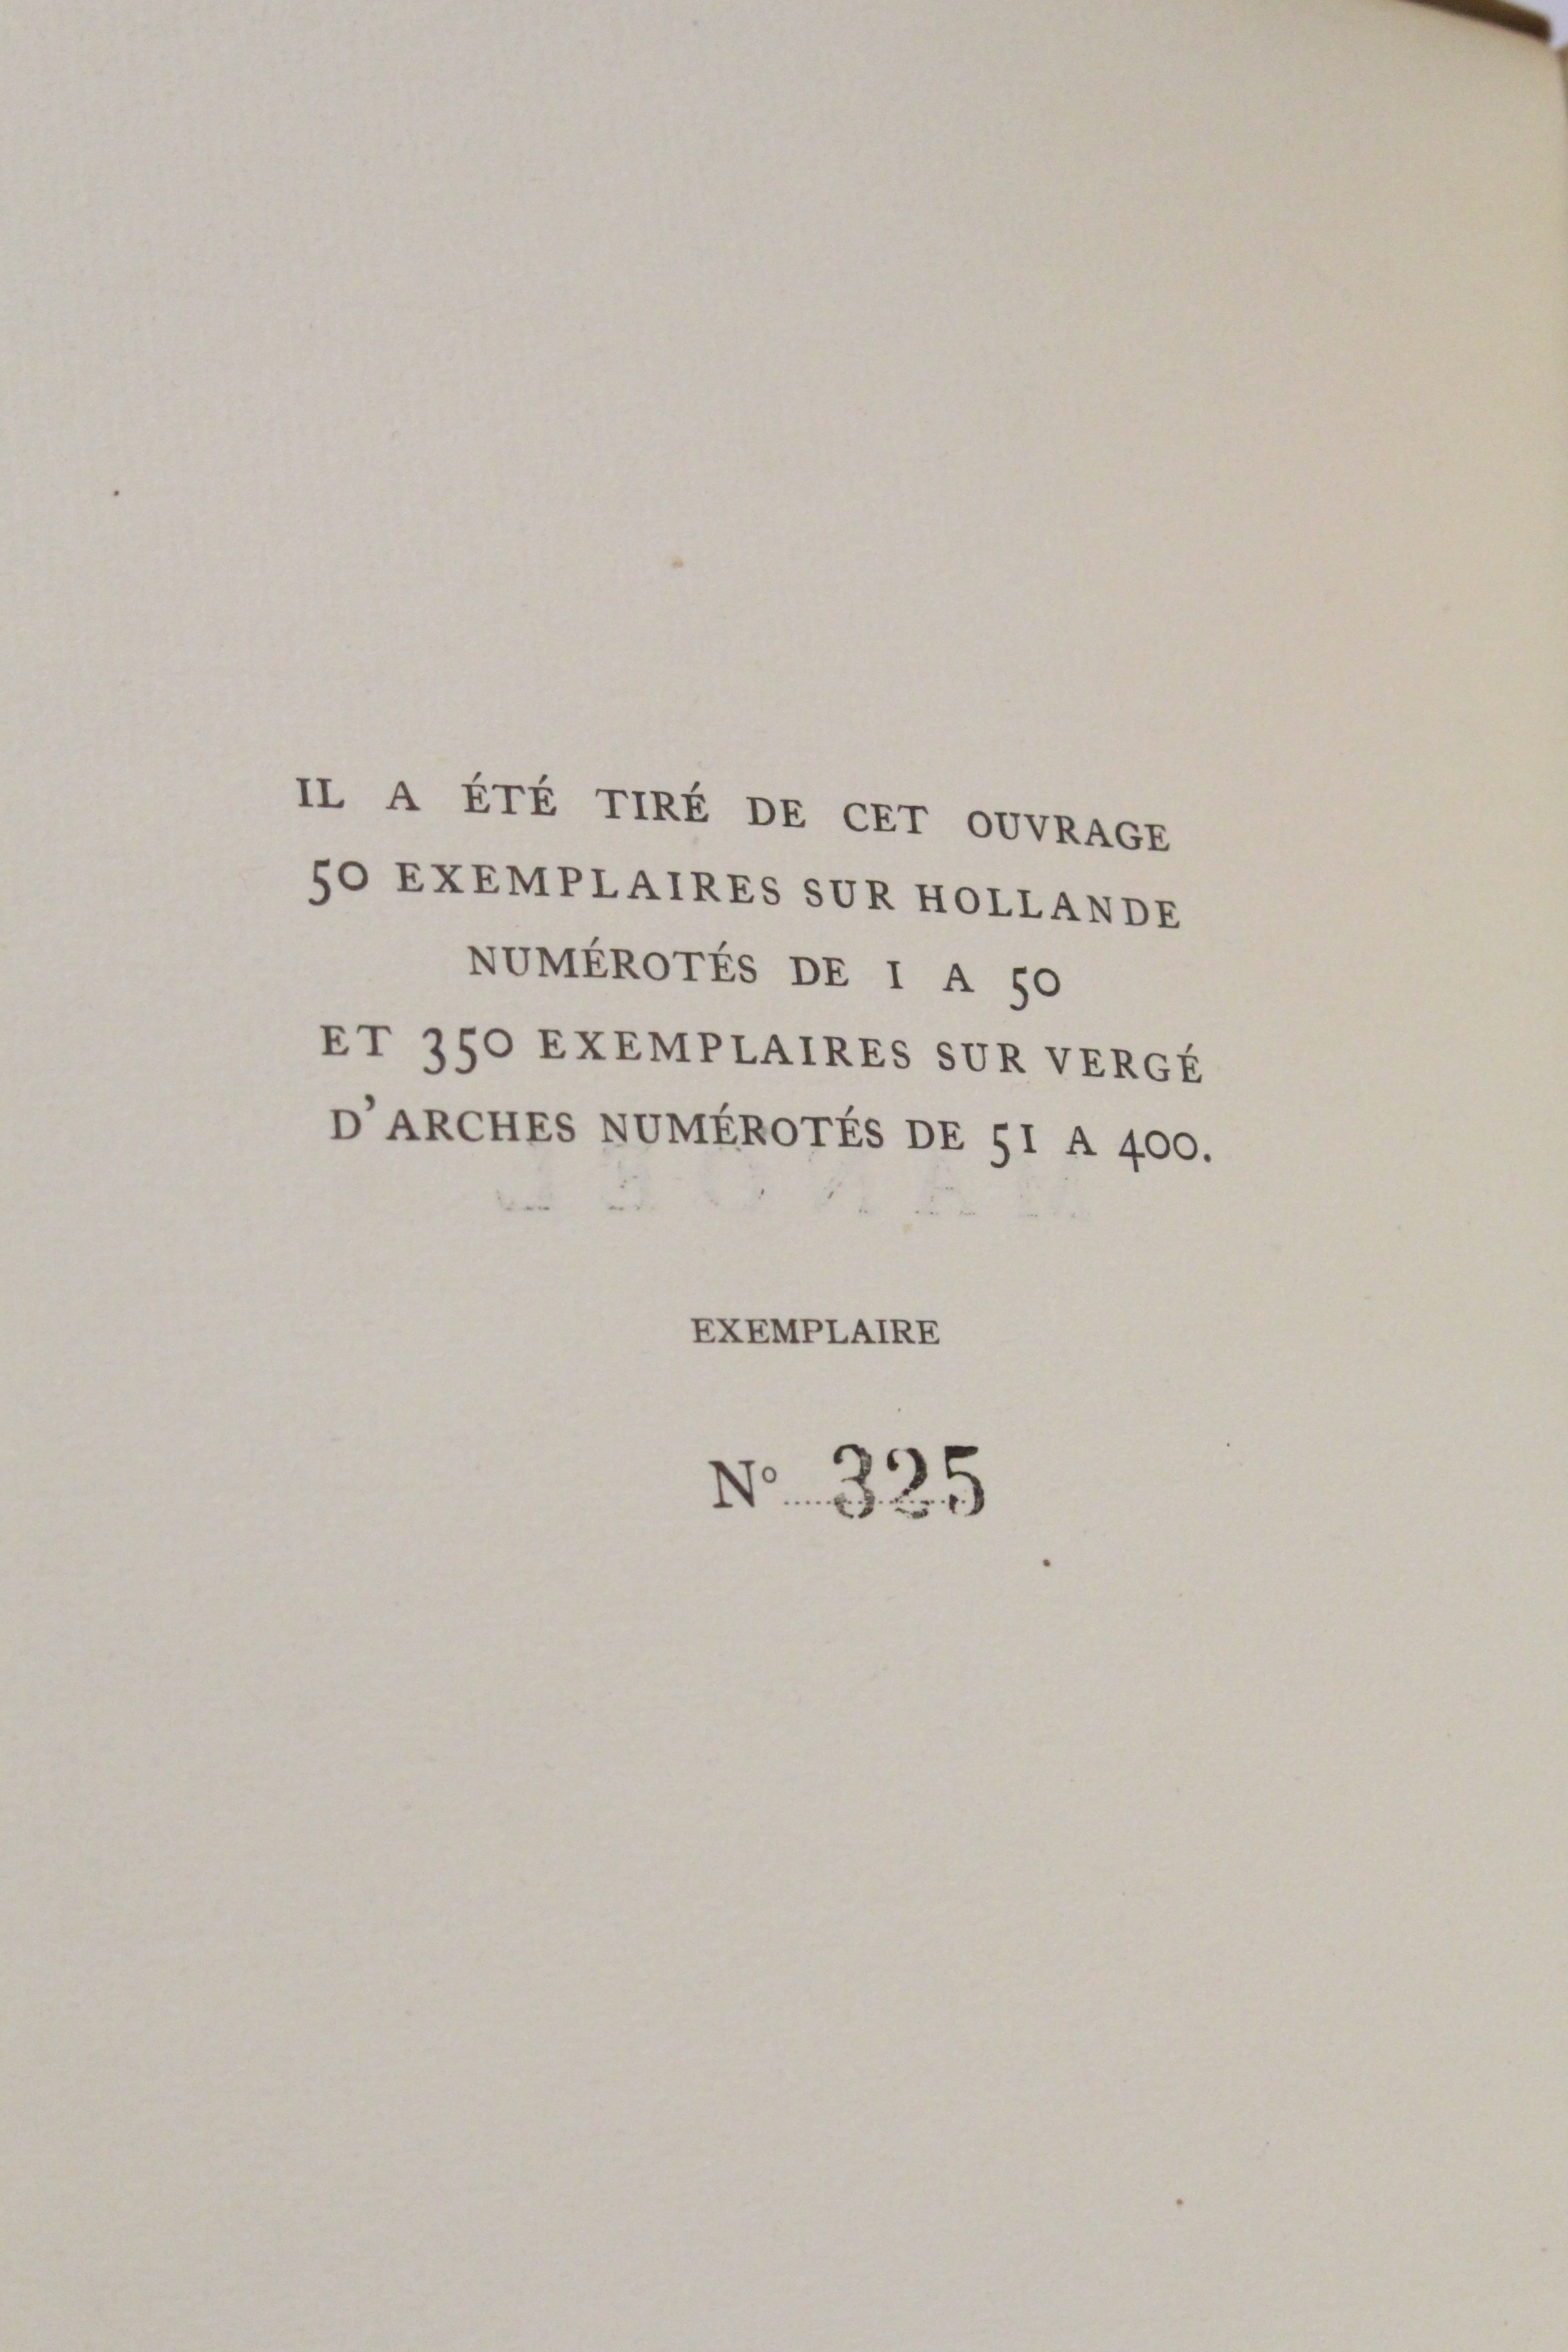 IL A ÉTÉ TIRÉ DE CET OUVRAGE
50 EXEMPLAIRES SUR HOLLANDE
NUMÉROTÉS DE I A 50
ET 350 EXEMPLAIRES SUR VERGÉ
D'ARCHES NUMÉROTÉS DE 51 A 400.
EXEMPLAIRE
N° 325